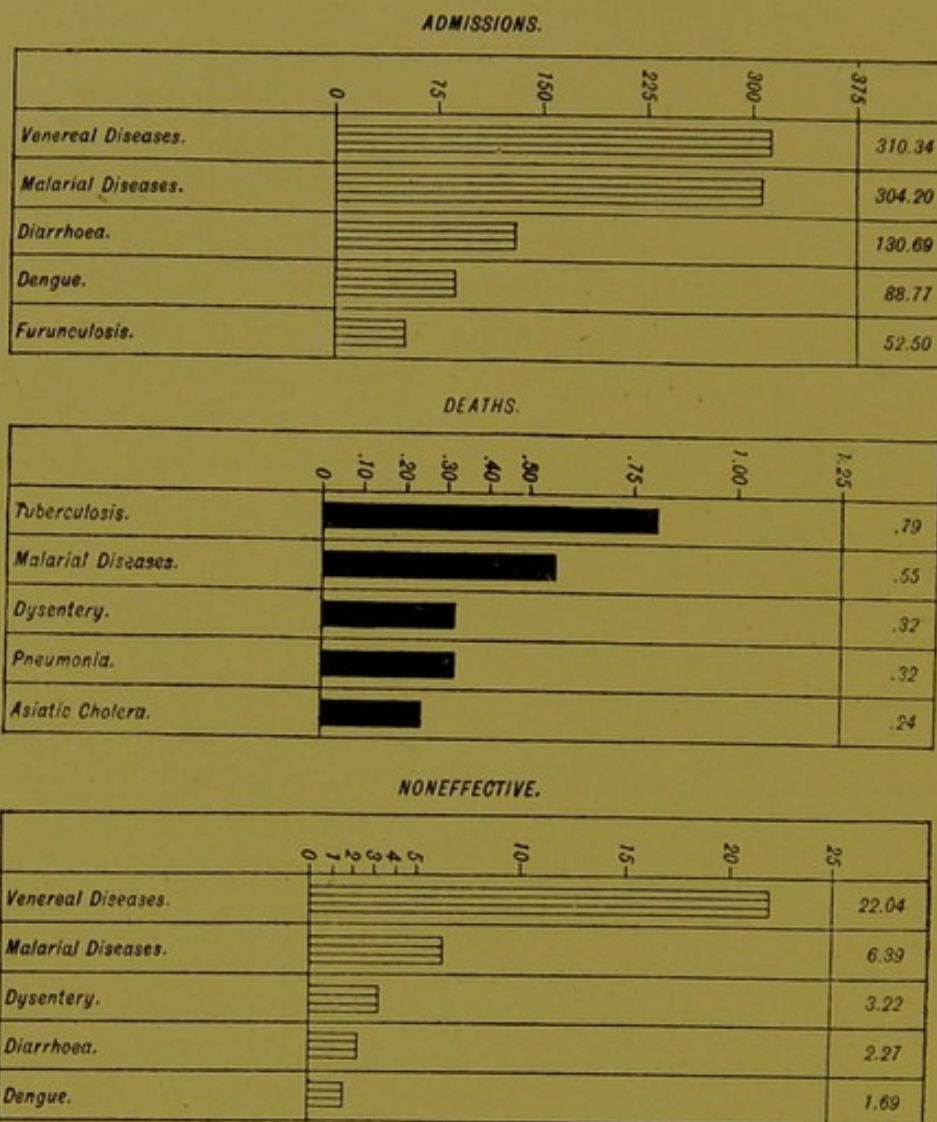 ADMISSIONS.
0 75 150 225 300 375
Venereal Diseases. 310.34
Malarial Diseases. 304.20
Diarrhoea. 130.69
Dengue. 88.77
Furunculosis. 52.50
DEATHS.
0 .10 .20 .30 .40 .50 .75 1.00 1.25
Tuberculosis. .79
Malarial Diseases. .55
Dysentery. .32
Pneumonia. .32
Asiatic Cholera. .24
NONEFFECTIVE.
0 1 2 3 4 5 10 15 20 25
Venereal Diseases. 22.04
Malarial Diseases. 6.39
Dysentery. 3.22
Diarrhoea. 2.27
Dengue. 1.69